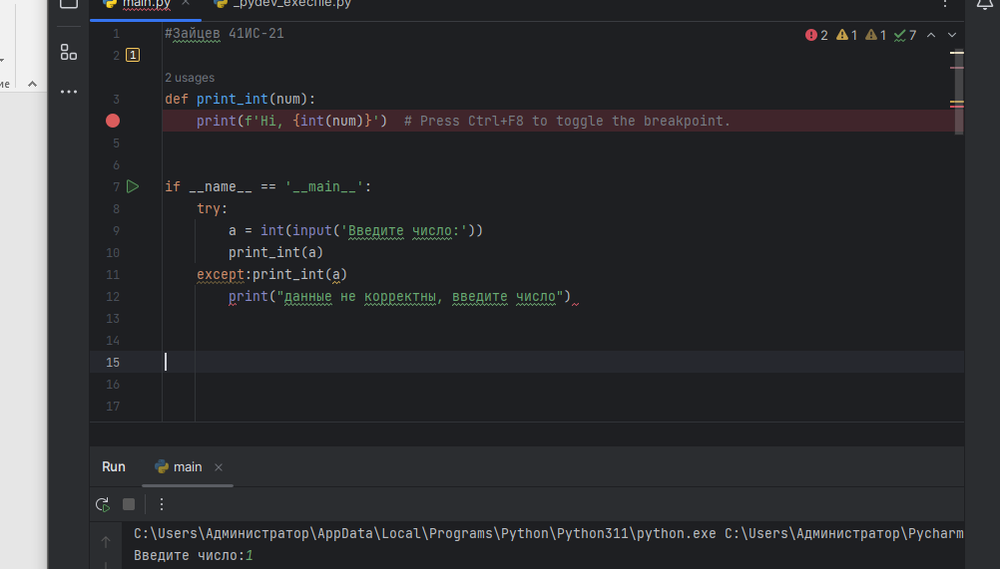 main.py × _pydev_execfile.py
1 #Зайцев 41ИС-21 2 1 1 7
2 1
2 usages
3 def print_int(num):
print(f'Hi, {int(num)}') # Press Ctrl+F8 to toggle the breakpoint.
5
6
7 if __name__ == '__main__':
8 try:
9 a = int(input('Введите число:'))
10 print_int(a)
11 except:print_int(a)
12 print("данные не корректны, введите число")
13
14
15
16
17
ие
Run main ×
C:\Users\Администратор\AppData\Local\Programs\Python\Python311\python.exe C:\Users\Администратор\Pycharm
Введите число:1